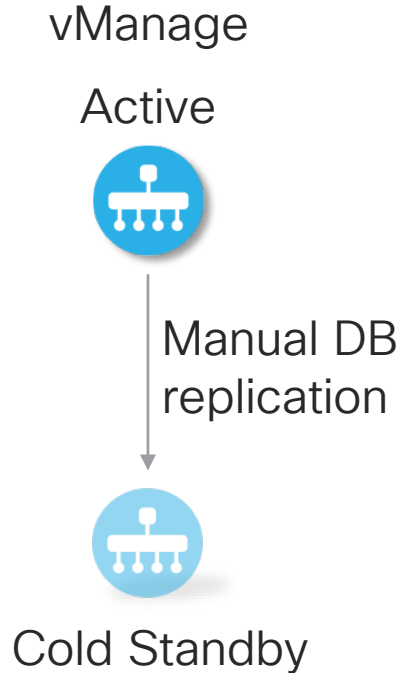 vManage
Active
Manual DB
replication
Cold Standby